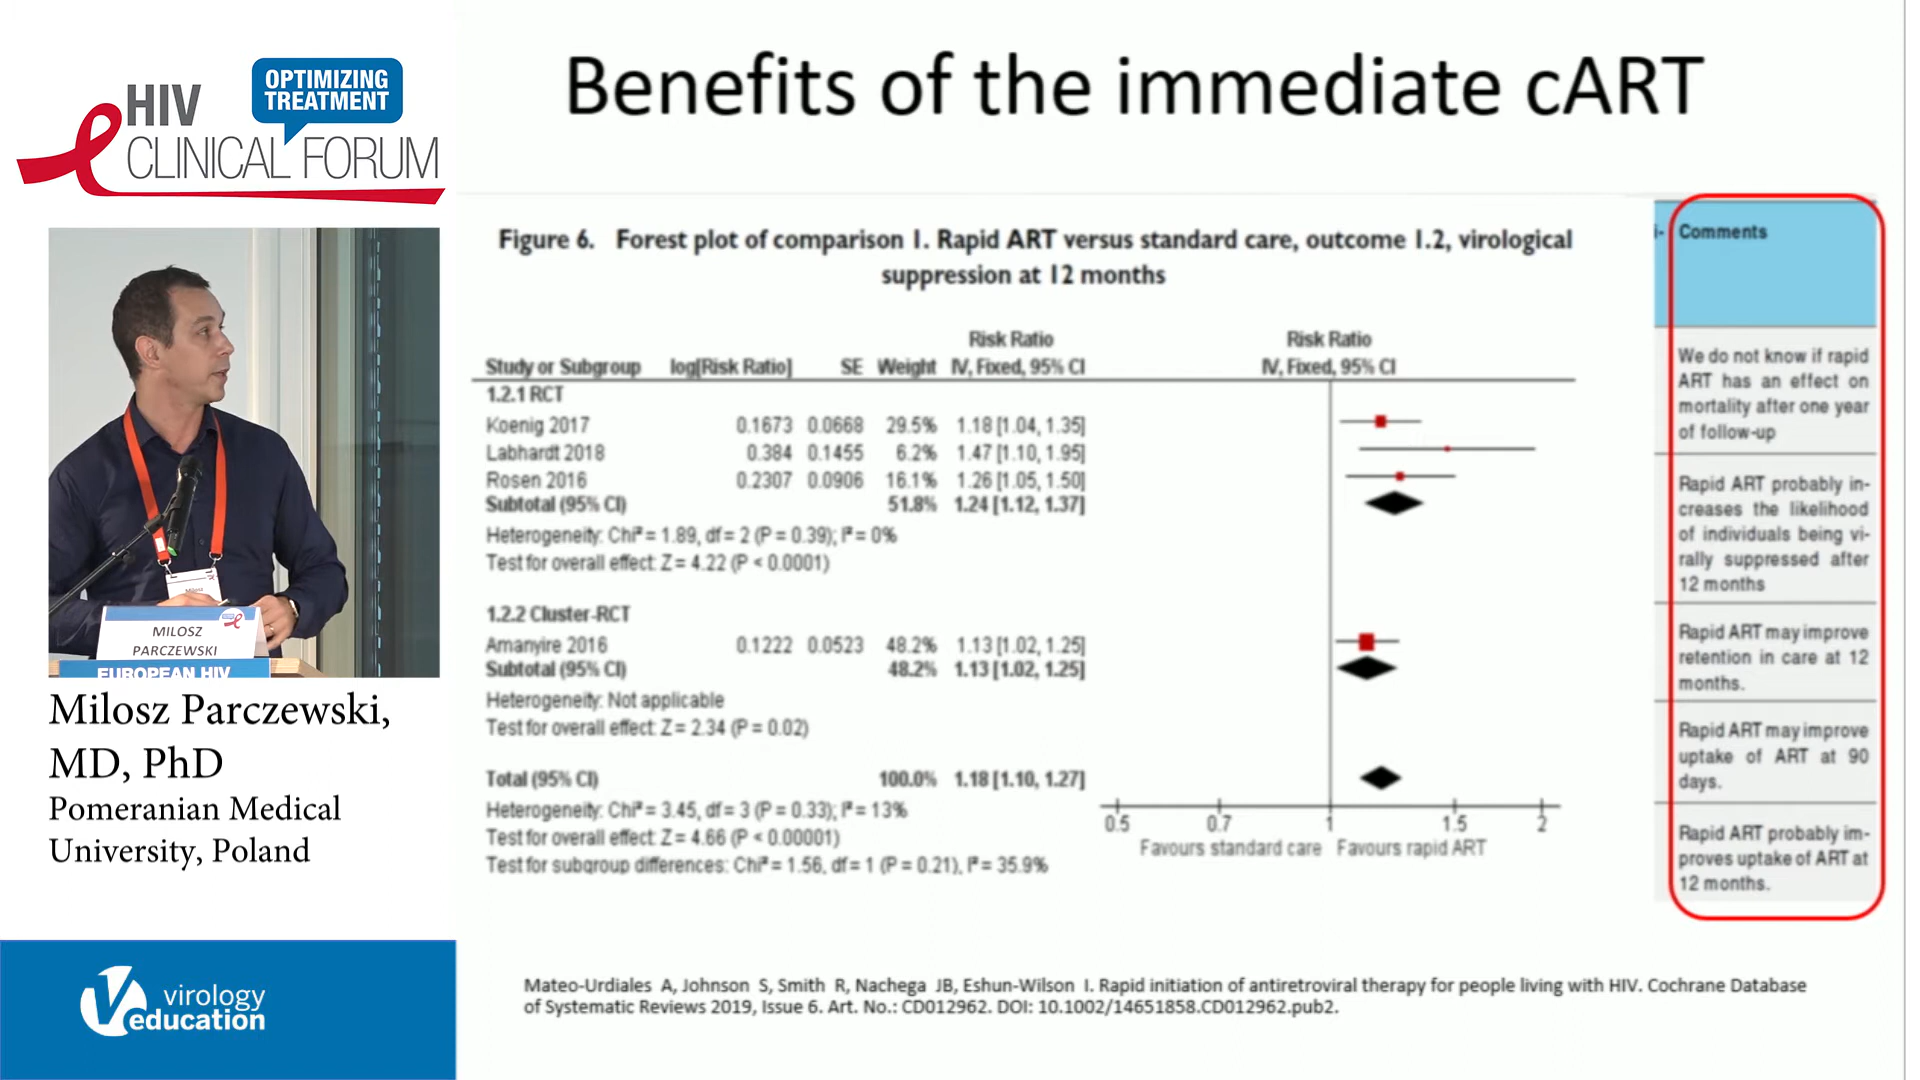 HIV
OPTIMIZING
TREATMENT
CLINICAL FORUM
Benefits of the immediate cART
Figure 6. Forest plot of comparison 1. Rapid ART versus standard care, outcome 1.2, virological
suppression at 12 months
Risk Ratio Risk Ratio
Study or Subgroup log[Risk Ratio] SE Weight IV, Fixed, 95% CI IV, Fixed, 95% CI
1.2.1 RCT
Koenig 2017 0.1673 0.0668 29.5% 1.18 [1.04, 1.35]
Labhardt 2018 0.384 0.1455 6.2% 1.47 [1.10, 1.95]
Rosen 2016 0.2307 0.0906 16.1% 1.26 [1.05, 1.50]
Subtotal (95% CI) 51.8% 1.24 [1.12, 1.37]
Heterogeneity: Chi² = 1.89, df = 2 (P = 0.39); I² = 0%
Test for overall effect: Z = 4.22 (P < 0.0001)
1.2.2 Cluster-RCT
Amanyire 2016 0.1222 0.0523 48.2% 1.13 [1.02, 1.25]
Subtotal (95% CI) 48.2% 1.13 [1.02, 1.25]
Heterogeneity: Not applicable
Test for overall effect: Z = 2.34 (P = 0.02)
Total (95% CI) 100.0% 1.18 [1.10, 1.27]
Heterogeneity: Chi² = 3.45, df = 3 (P = 0.33); I² = 13%
Test for overall effect: Z = 4.66 (P < 0.00001)
Test for subgroup differences: Chi² = 1.56, df = 1 (P = 0.21), I² = 35.9%
0.5 0.7 1 1.5 2
Favours standard care Favours rapid ART
i- Comments
We do not know if rapid
ART has an effect on
mortality after one year
of follow-up
Rapid ART probably in-
creases the likelihood
of individuals being vi-
rally suppressed after
12 months
Rapid ART may improve
retention in care at 12
months.
Rapid ART may improve
uptake of ART at 90
days.
Rapid ART probably im-
proves uptake of ART at
12 months.
MILOSZ
PARCZEWSKI
EUROPEAN HIV
Milosz Parczewski,
MD, PhD
Pomeranian Medical
University, Poland
virology
education
Mateo-Urdiales A, Johnson S, Smith R, Nachega JB, Eshun-Wilson I. Rapid initiation of antiretroviral therapy for people living with HIV. Cochrane Database
of Systematic Reviews 2019, Issue 6. Art. No.: CD012962. DOI: 10.1002/14651858.CD012962.pub2.